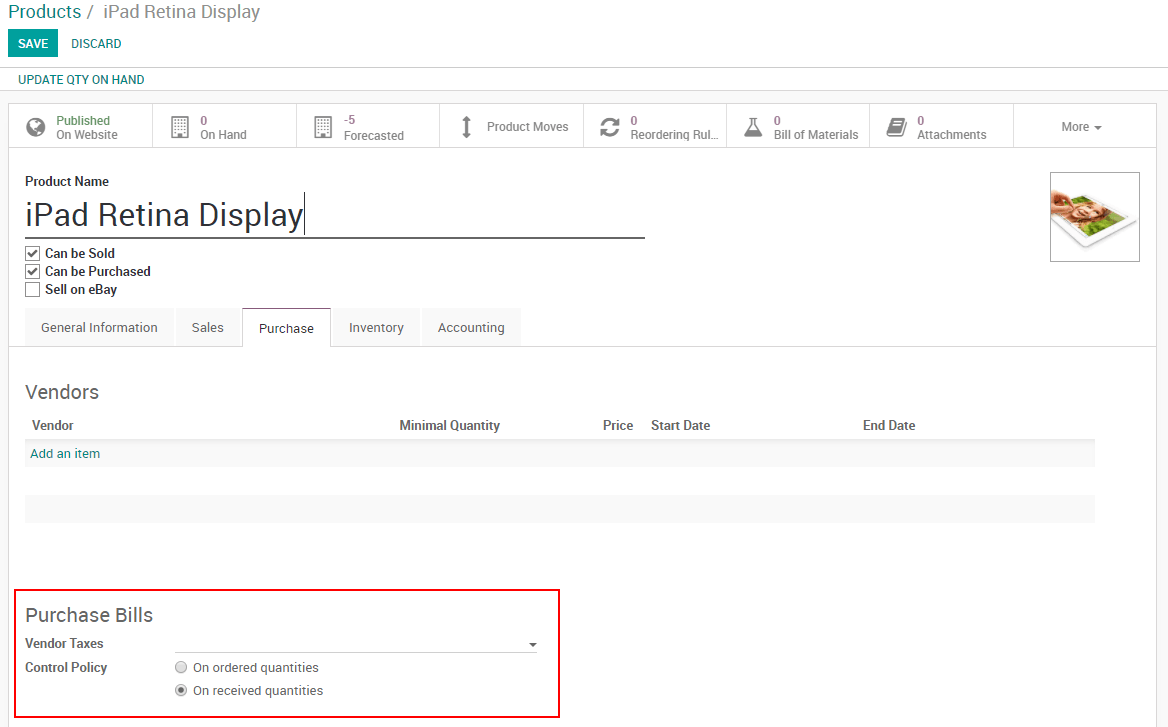 Products / iPad Retina Display
SAVE DISCARD
UPDATE QTY ON HAND
Published
On Website
0
On Hand
-5
Forecasted
Product Moves
0
Reordering Rul...
0
Bill of Materials
0
Attachments
More
Product Name
iPad Retina Display
Can be Sold
Can be Purchased
Sell on eBay
General Information Sales Purchase Inventory Accounting
Vendors
Vendor Minimal Quantity Price Start Date End Date
Add an item
Purchase Bills
Vendor Taxes
Control Policy On ordered quantities
On received quantities